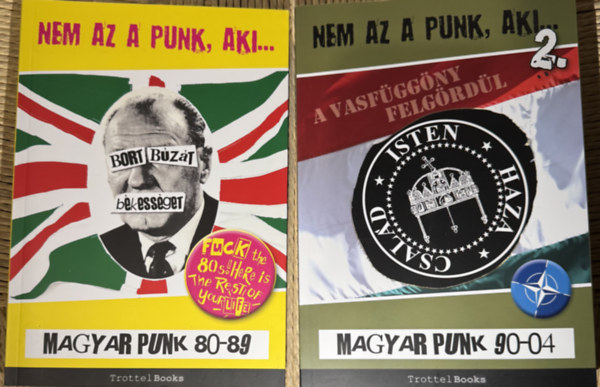 NEM AZ A PUNK, AKI...
BORT BÚZÁT
békességet
FUCK the
80s! HERE is
The REST OF
YOUR LIFE!
MAGYAR PUNK 80-89
TrottelBooks
NEM AZ A PUNK, AKI...
2.
A VASFÜGGÖNY
FELGÖRDÜL
CSALÁD ★ ISTEN ★ HAZA
MAGYAR PUNK 90-04
TrottelBooks